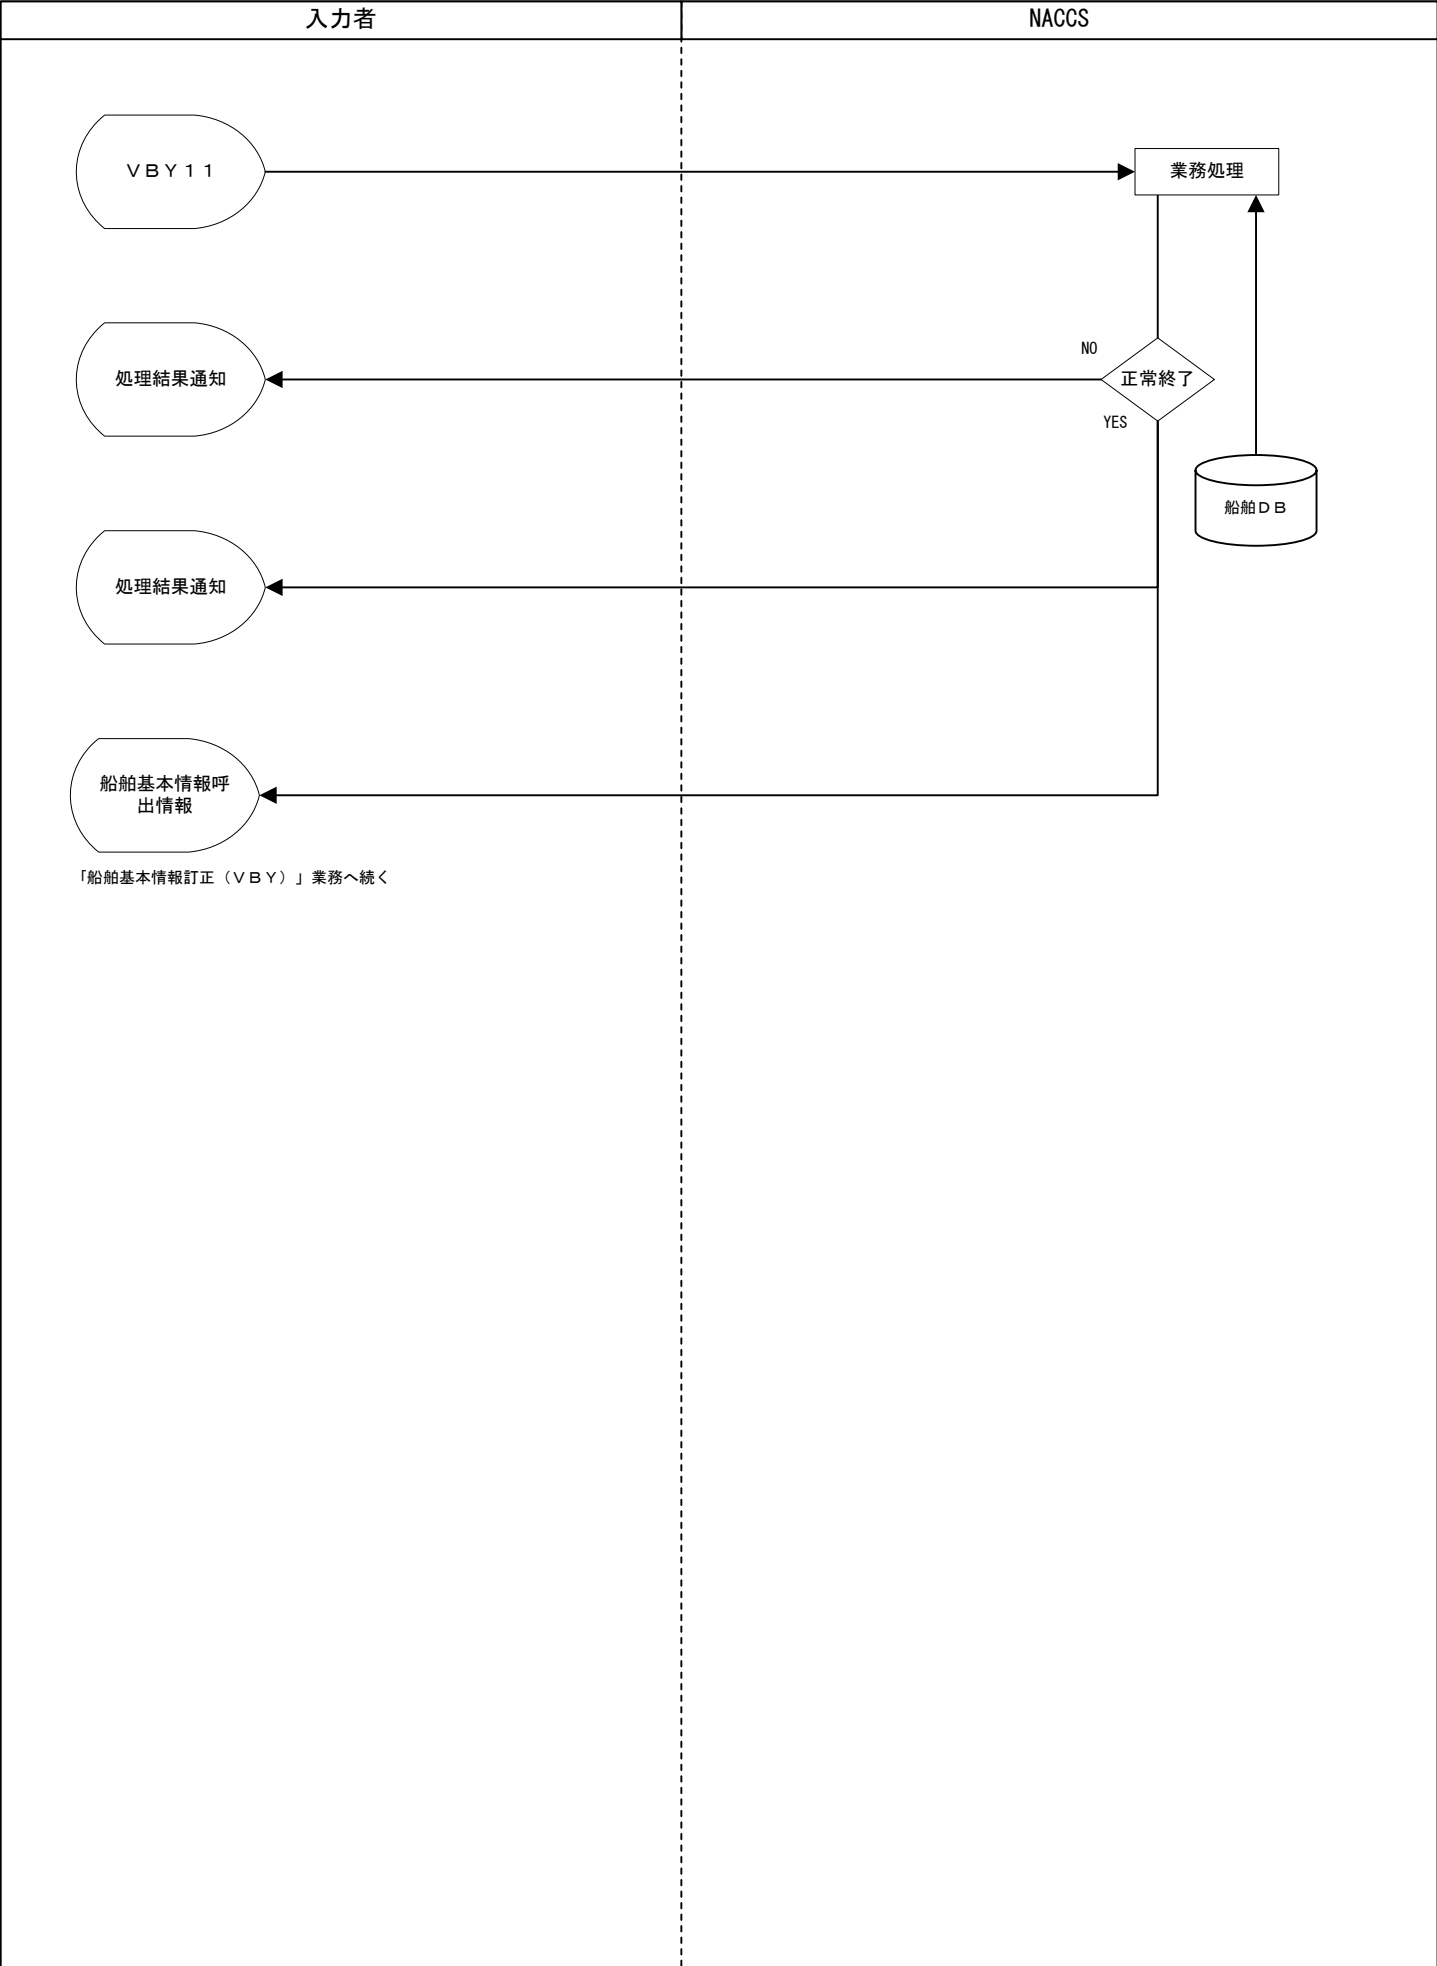 入力者
NACCS
ＶＢＹ１１
業務処理
処理結果通知
NO
正常終了
YES
船舶ＤＢ
処理結果通知
船舶基本情報呼
出情報
「船舶基本情報訂正（ＶＢＹ）」業務へ続く